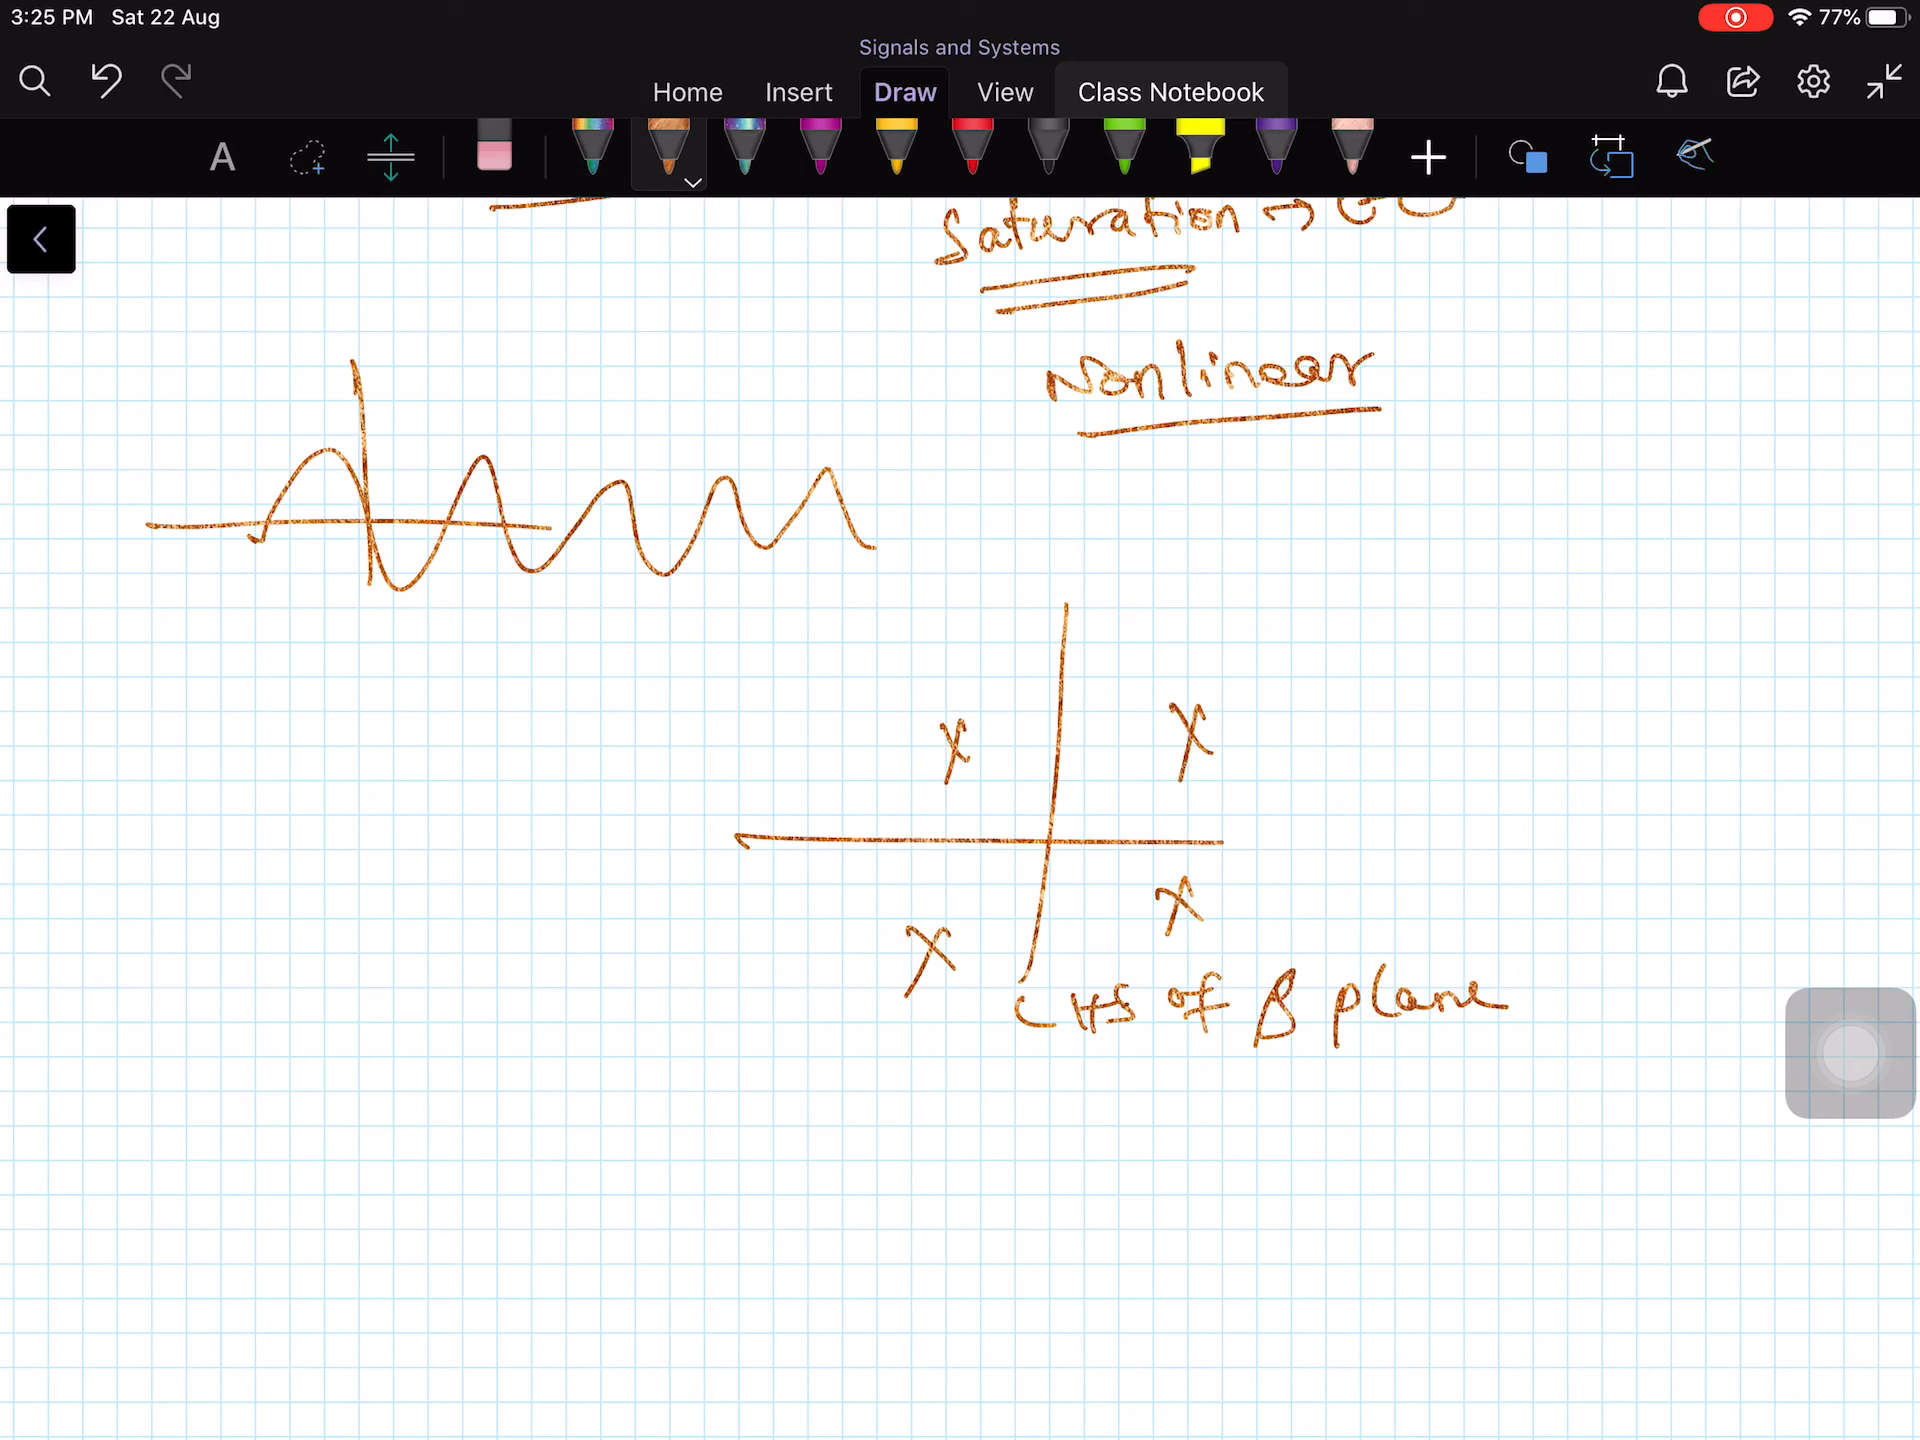 3:25 PM Sat 22 Aug
77%
Signals and Systems
Home Insert Draw View Class Notebook
A
Saturation →
Nonlinear
X X
X
X
LHS of β plane